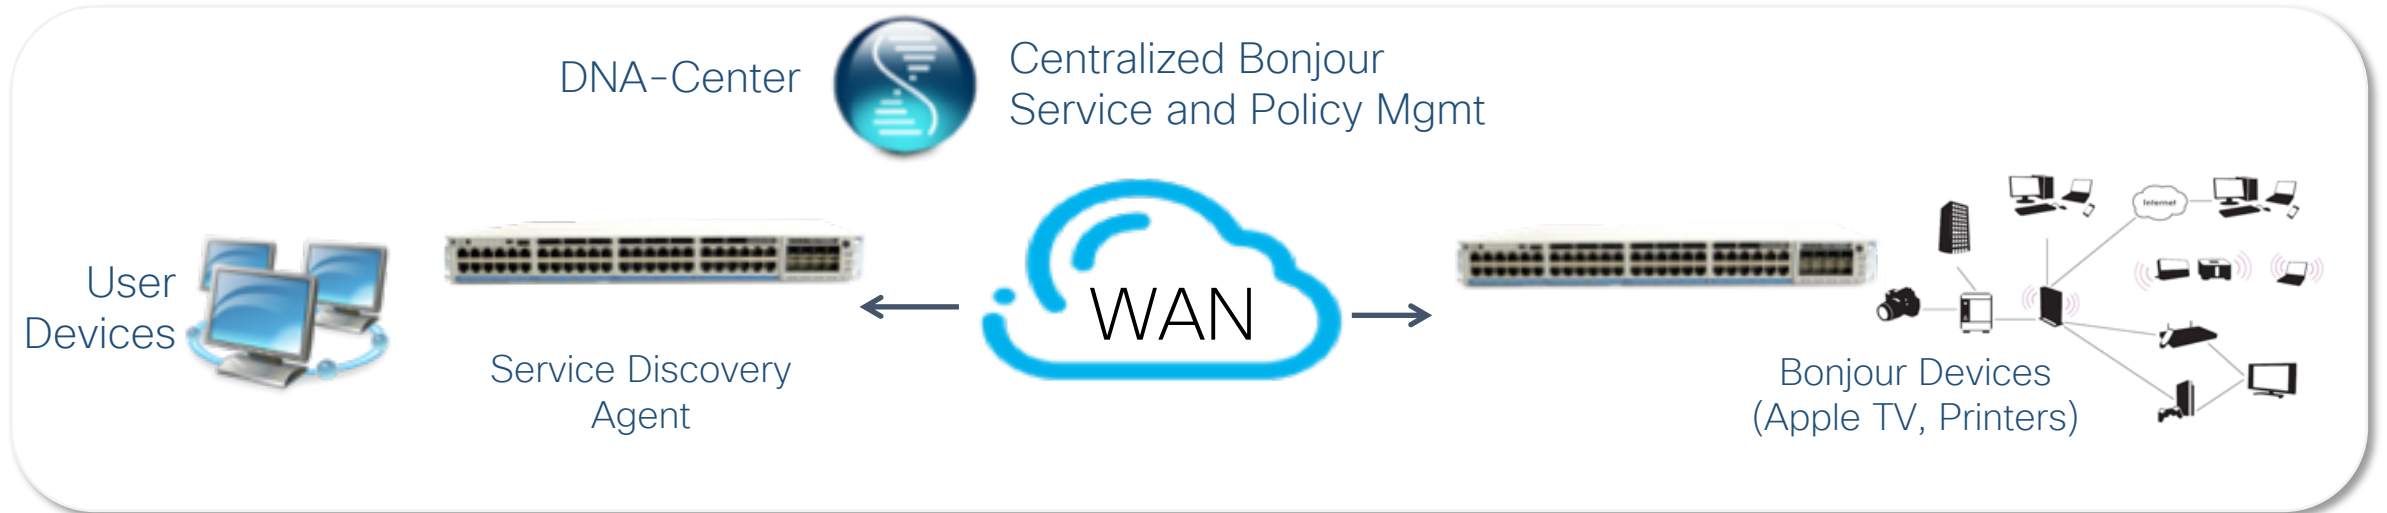 DNA-Center
Centralized Bonjour
Service and Policy Mgmt
User
Devices
Service Discovery
Agent
WAN
Internet
Bonjour Devices
(Apple TV, Printers)